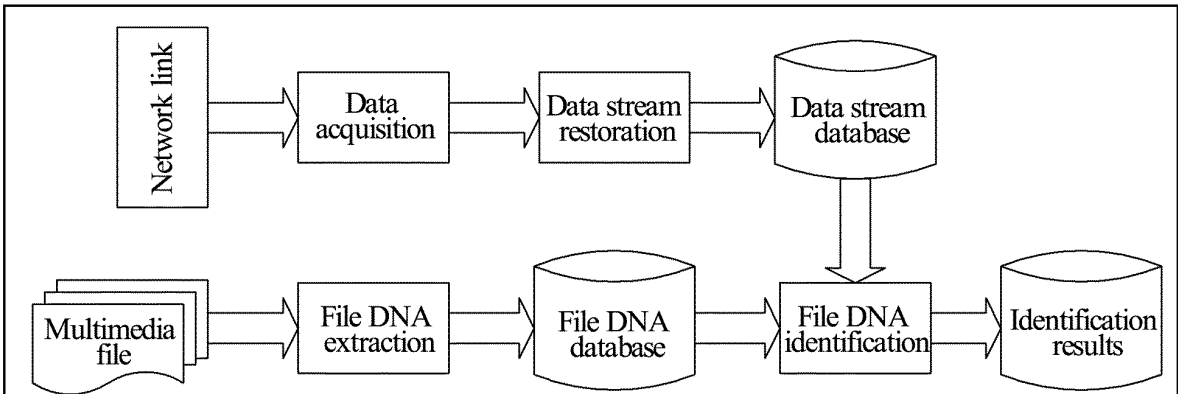 Network link
Data
acquisition
Data stream
restoration
Data stream
database
Multimedia
file
File DNA
extraction
File DNA
database
File DNA
identification
Identification
results